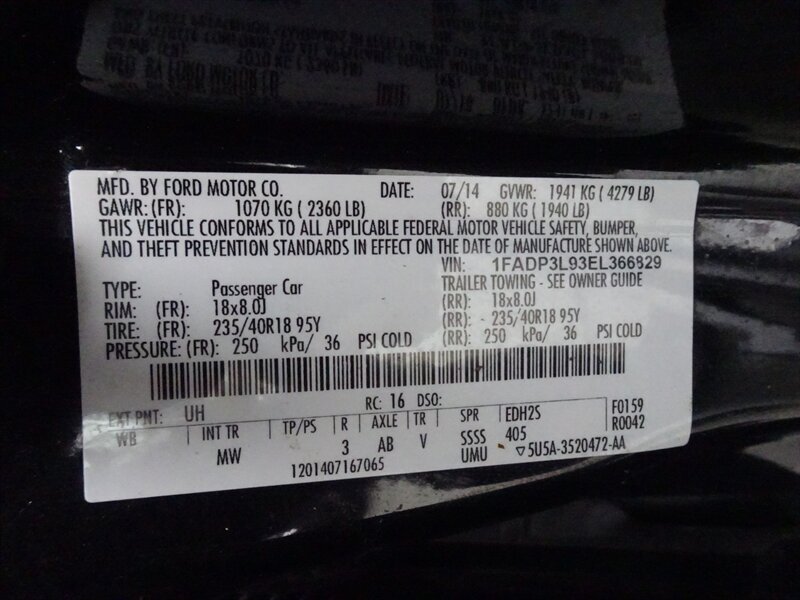 MFD. BY FORD MOTOR CO. DATE: 07/14 GVWR: 1941 KG ( 4279 LB)
GAWR: (FR): 1070 KG ( 2360 LB) (RR): 880 KG ( 1940 LB)
THIS VEHICLE CONFORMS TO ALL APPLICABLE FEDERAL MOTOR VEHICLE SAFETY, BUMPER,
AND THEFT PREVENTION STANDARDS IN EFFECT ON THE DATE OF MANUFACTURE SHOWN ABOVE.
VIN: 1FADP3L93EL366829
TYPE: Passenger Car TRAILER TOWING - SEE OWNER GUIDE
RIM: (FR): 18x8.0J (RR): 18x8.0J
TIRE: (FR): 235/40R18 95Y (RR): - 235/40R18 95Y
PRESSURE: (FR): 250 kPa/ 36 PSI COLD (RR): 250 kPa/ 36 PSI COLD
EXT PNT: UH RC: 16 DSO:
WB INT TR TP/PS R AXLE TR SPR EDH2S F0159
MW 3 AB V SSSS 405 R0042
1201407167065 UMU ▽5U5A-3520472-AA